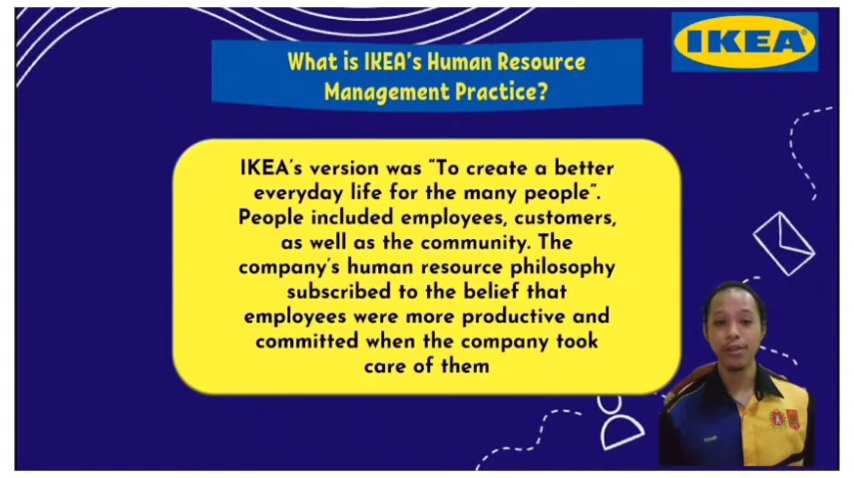 IKEA
What is IKEA's Human Resource
Management Practice?
IKEA's version was "To create a better
everyday life for the many people".
People included employees, customers,
as well as the community. The
company's human resource philosophy
subscribed to the belief that
employees were more productive and
committed when the company took
care of them